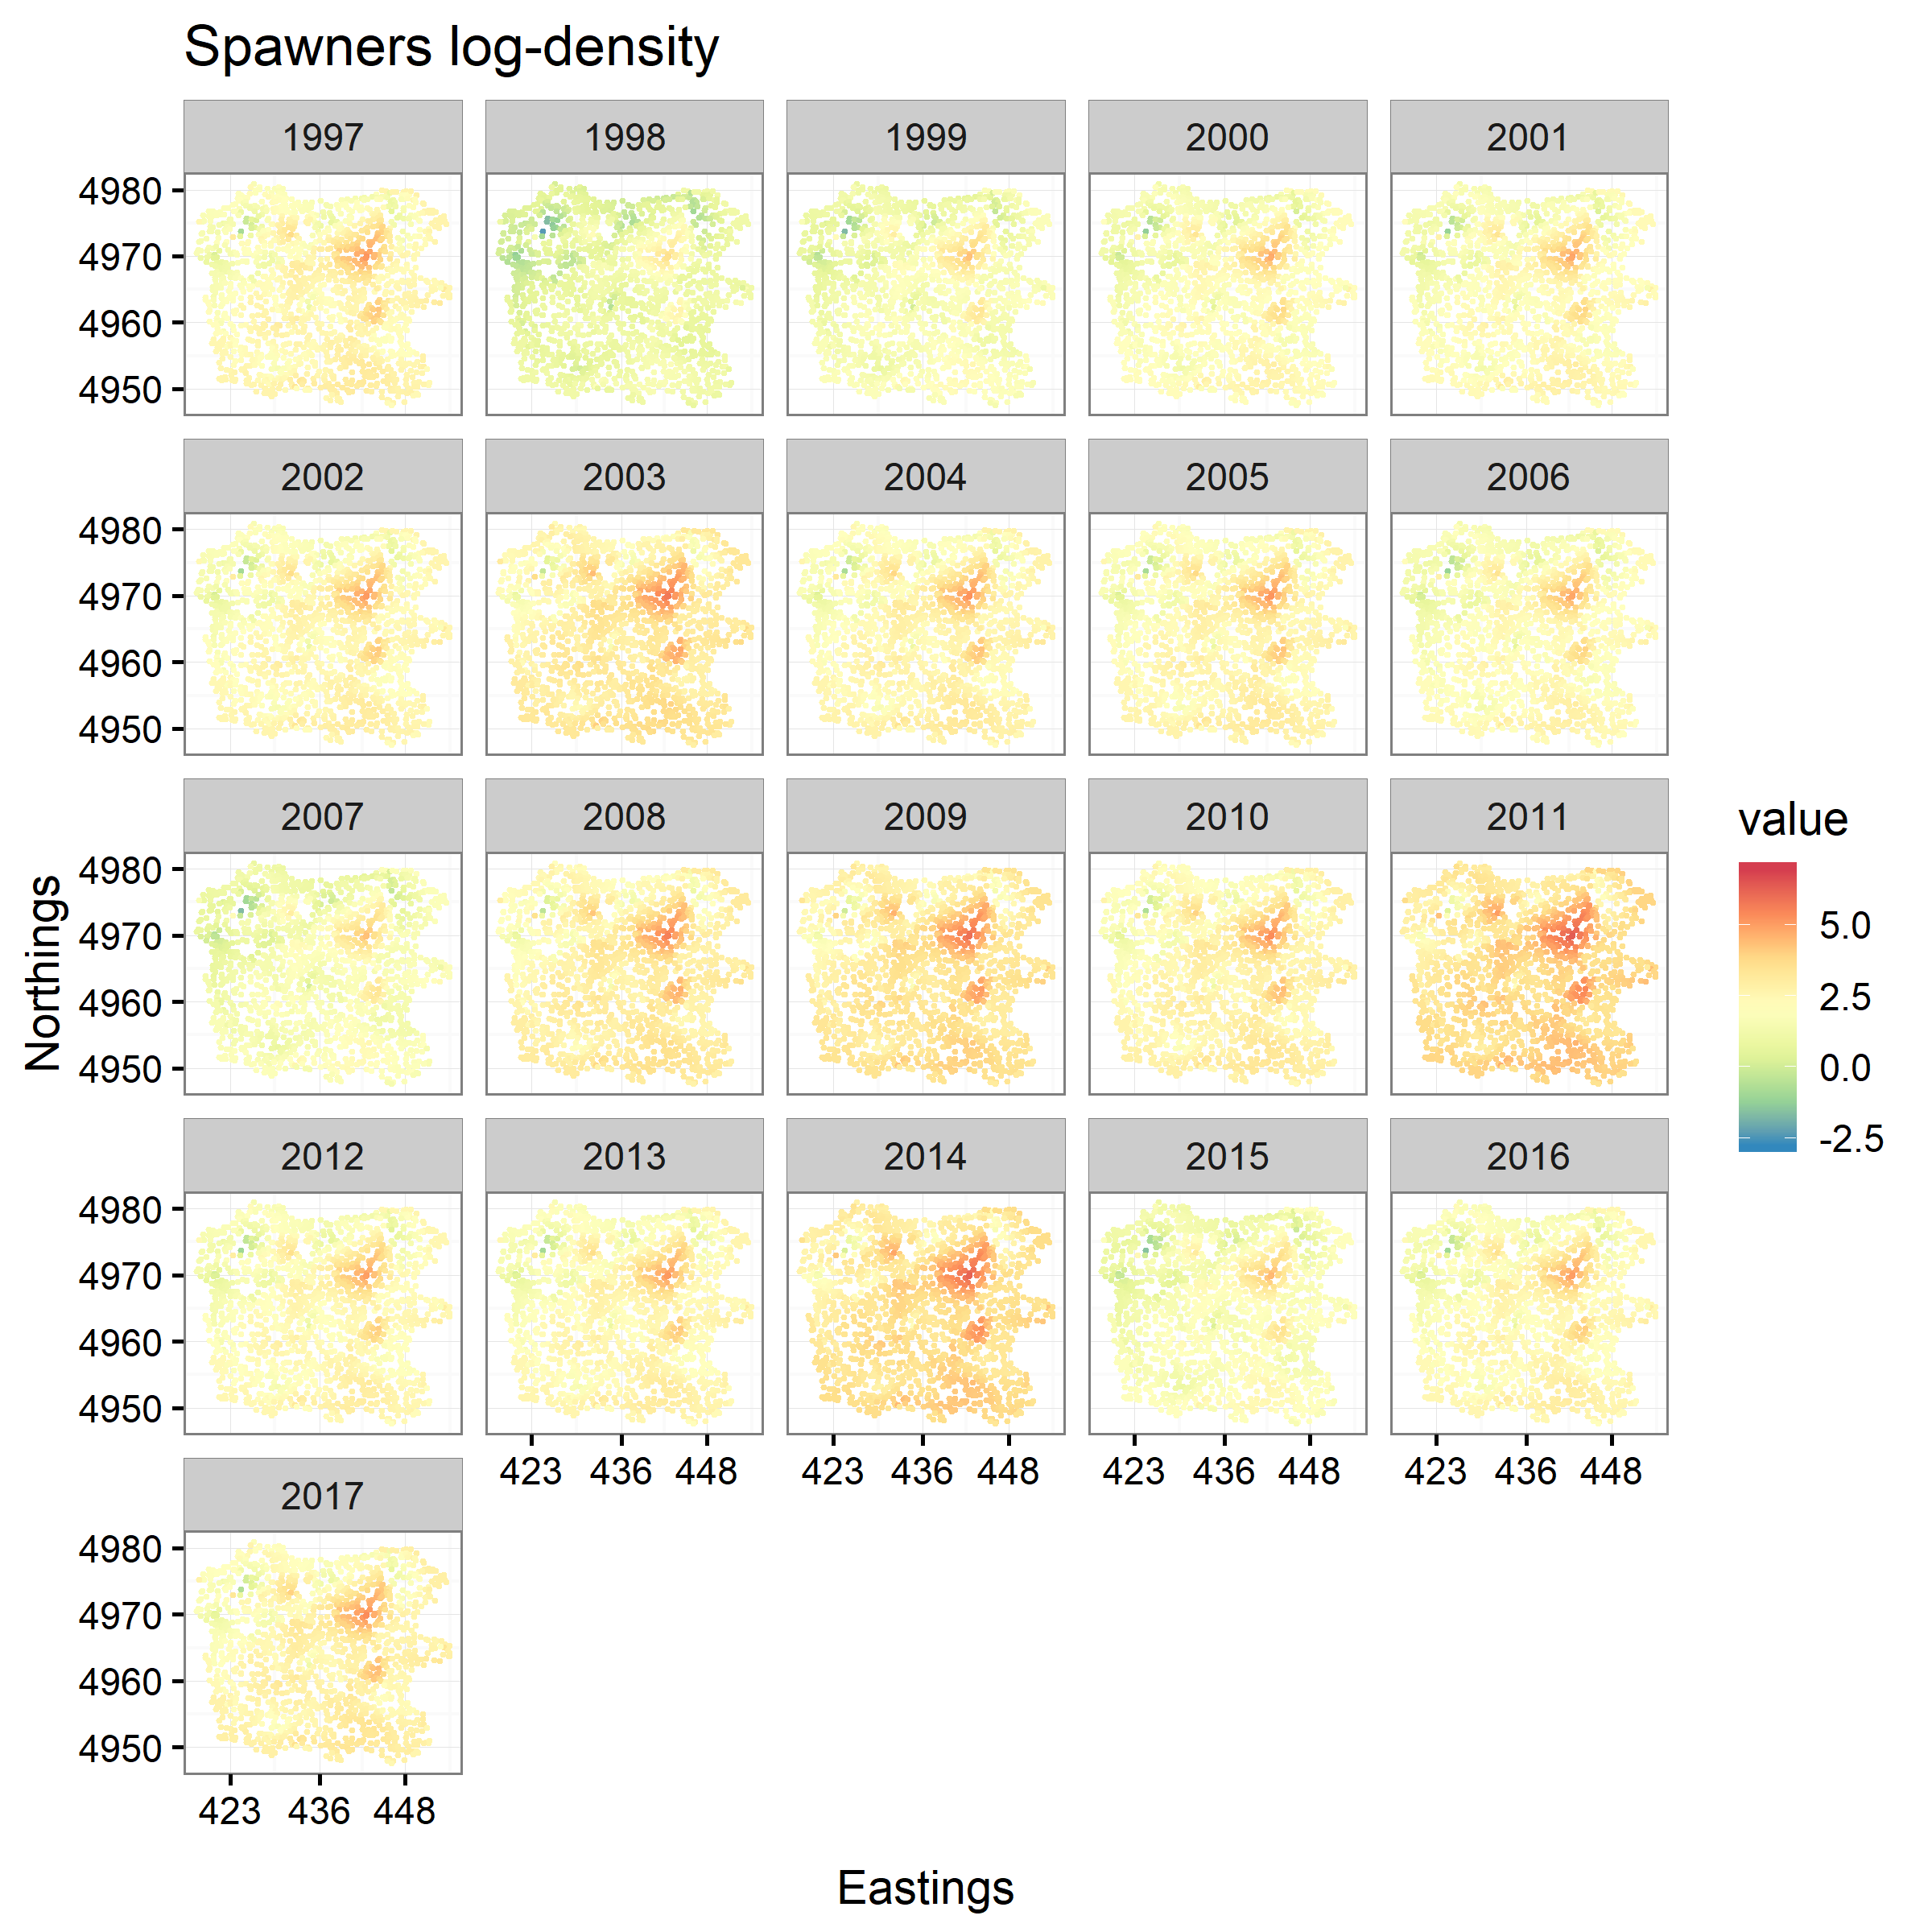 Spawners log-density
1997 1998 1999 2000 2001
4980
4970
4960
4950
2002 2003 2004 2005 2006
4980
4970
4960
4950
2007 2008 2009 2010 2011
4980
4970
4960
4950
2012 2013 2014 2015 2016
4980
4970
4960
4950
423 436 448 423 436 448 423 436 448 423 436 448
2017
4980
4970
4960
4950
423 436 448
Northings
Eastings
value
5.0
2.5
0.0
-2.5